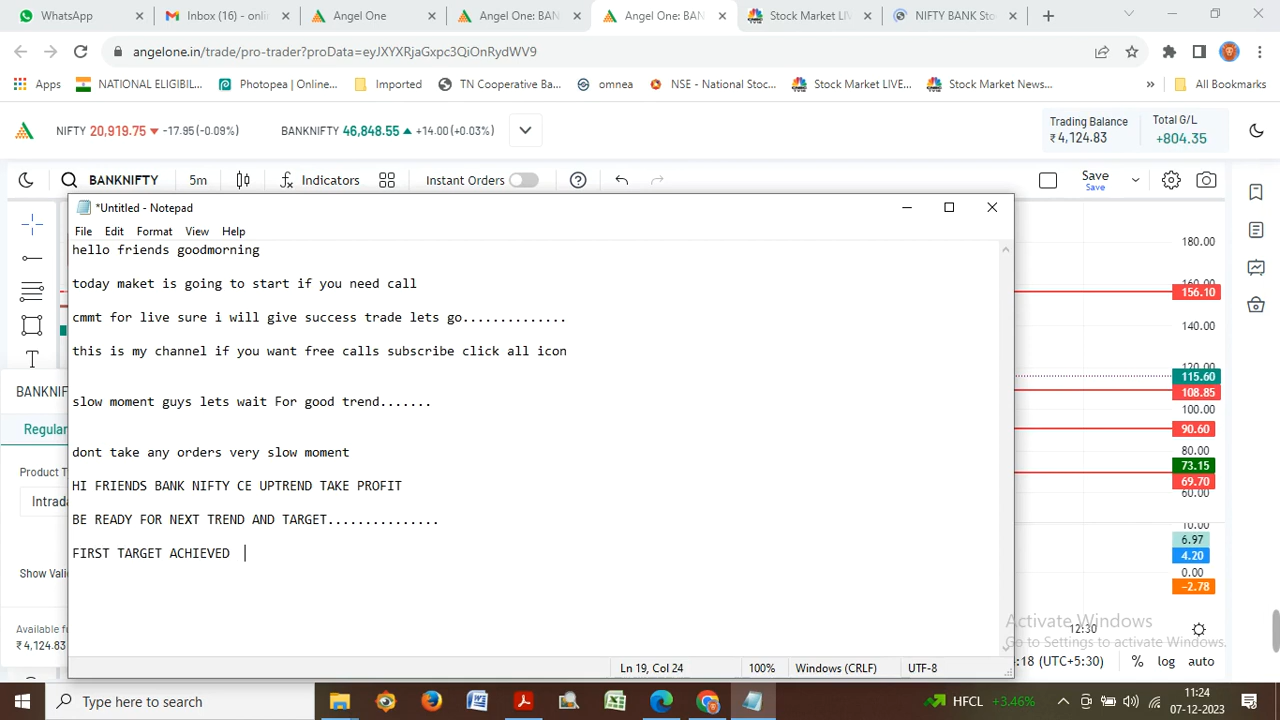 WhatsApp
Inbox (16) - onli
Angel One
Angel One: BAN
Angel One: BAN
Stock Market LIV
NIFTY BANK Sto
angelone.in/trade/pro-trader?proData=eyJXYXRjaGxpc3QiOnRydWV9
Apps
NATIONAL ELIGIBIL...
Photopea | Online...
Imported
TN Cooperative Ba...
omnea
NSE - National Stoc...
Stock Market LIVE...
Stock Market News...
»
All Bookmarks
NIFTY 20,919.75 -17.95(-0.09%)
BANKNIFTY 46,848.55 +14.00(+0.03%)
Trading Balance
₹ 4,124.83
Total G/L
+804.35
BANKNIFTY
5m
Indicators
Instant Orders
Save
Save
*Untitled - Notepad
File Edit Format View Help
hello friends goodmorning
today maket is going to start if you need call
cmmt for live sure i will give success trade lets go..............
this is my channel if you want free calls subscribe click all icon
slow moment guys lets wait For good trend.......
dont take any orders very slow moment
HI FRIENDS BANK NIFTY CE UPTREND TAKE PROFIT
BE READY FOR NEXT TREND AND TARGET...............
FIRST TARGET ACHIEVED
Ln 19, Col 24
100%
Windows (CRLF)
UTF-8
BANKNIF
Regular
Product T
Intrada
Show Vali
Available fo
₹ 4,124.83
180.00
156.10
140.00
120.00
115.60
108.85
100.00
90.60
80.00
73.15
69.70
60.00
10.00
6.97
4.20
0.00
-2.78
12:30
Activate Windows
Go to Settings to activate Windows.
:18 (UTC+5:30)
%
log
auto
Type here to search
HFCL +3.46%
11:24
07-12-2023